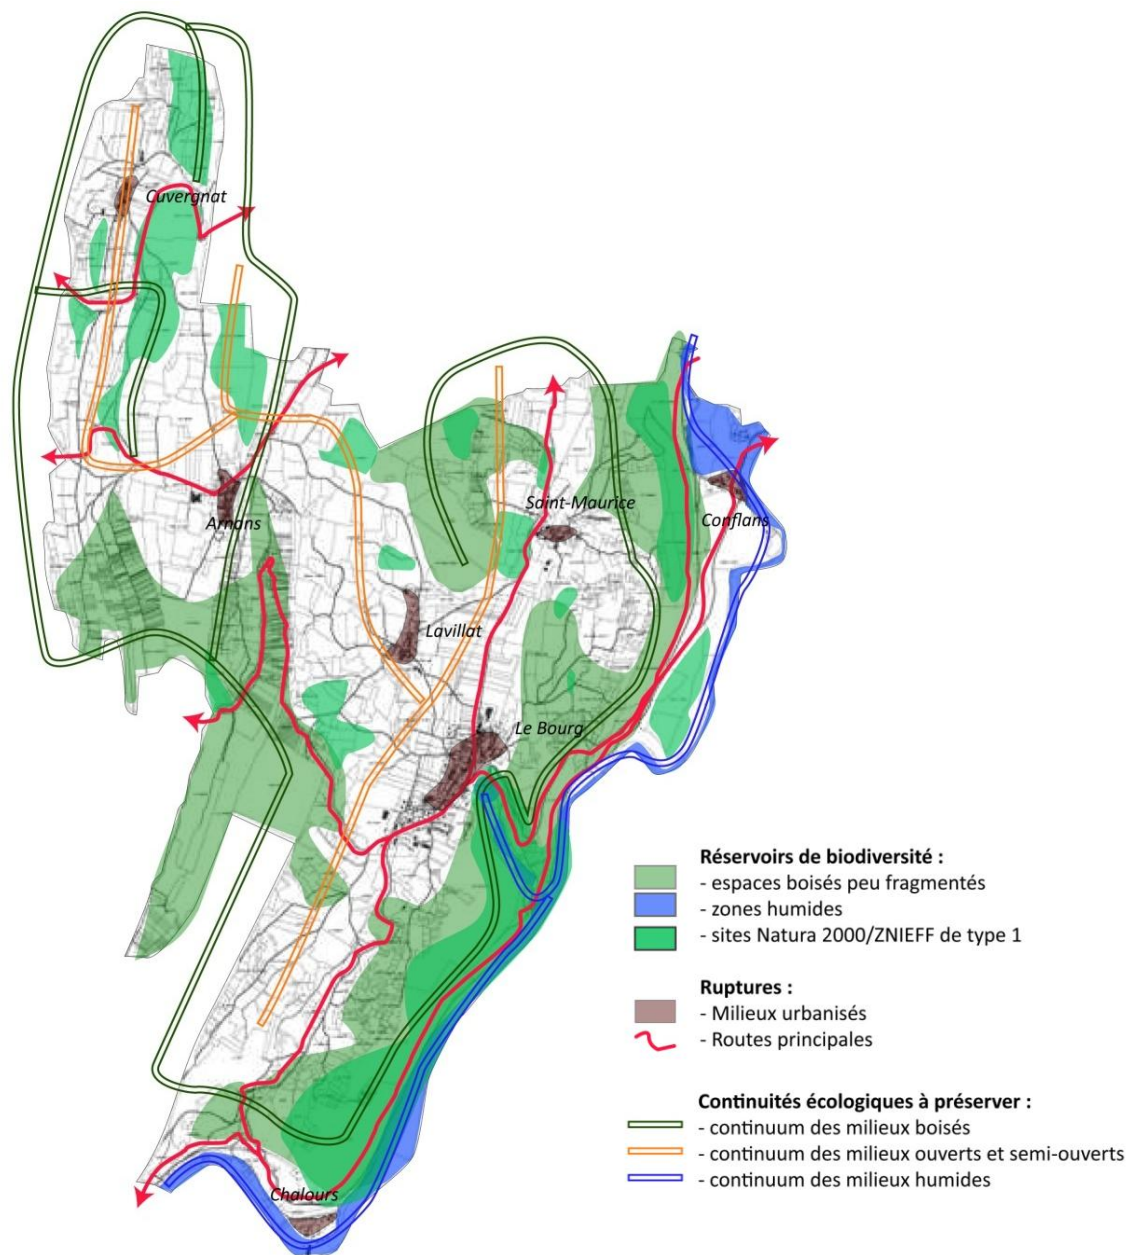 Cuvergnat
Saint-Maurice
Arnans
Conflans
Lavillat
Le Bourg
Chalours
Réservoirs de biodiversité :
- espaces boisés peu fragmentés
- zones humides
- sites Natura 2000/ZNIEFF de type 1
Ruptures :
- Milieux urbanisés
- Routes principales
Continuités écologiques à préserver :
- continuum des milieux boisés
- continuum des milieux ouverts et semi-ouverts
- continuum des milieux humides